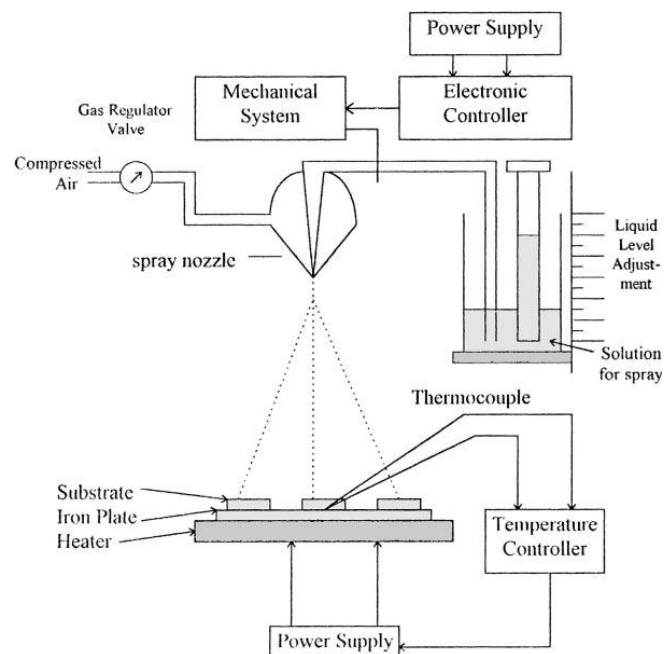 Power Supply
Mechanical
System
Electronic
Controller
Gas Regulator
Valve
Compressed
Air
spray nozzle
Liquid
Level
Adjust-
ment
Solution
for spray
Thermocouple
Substrate
Iron Plate
Heater
Temperature
Controller
Power Supply